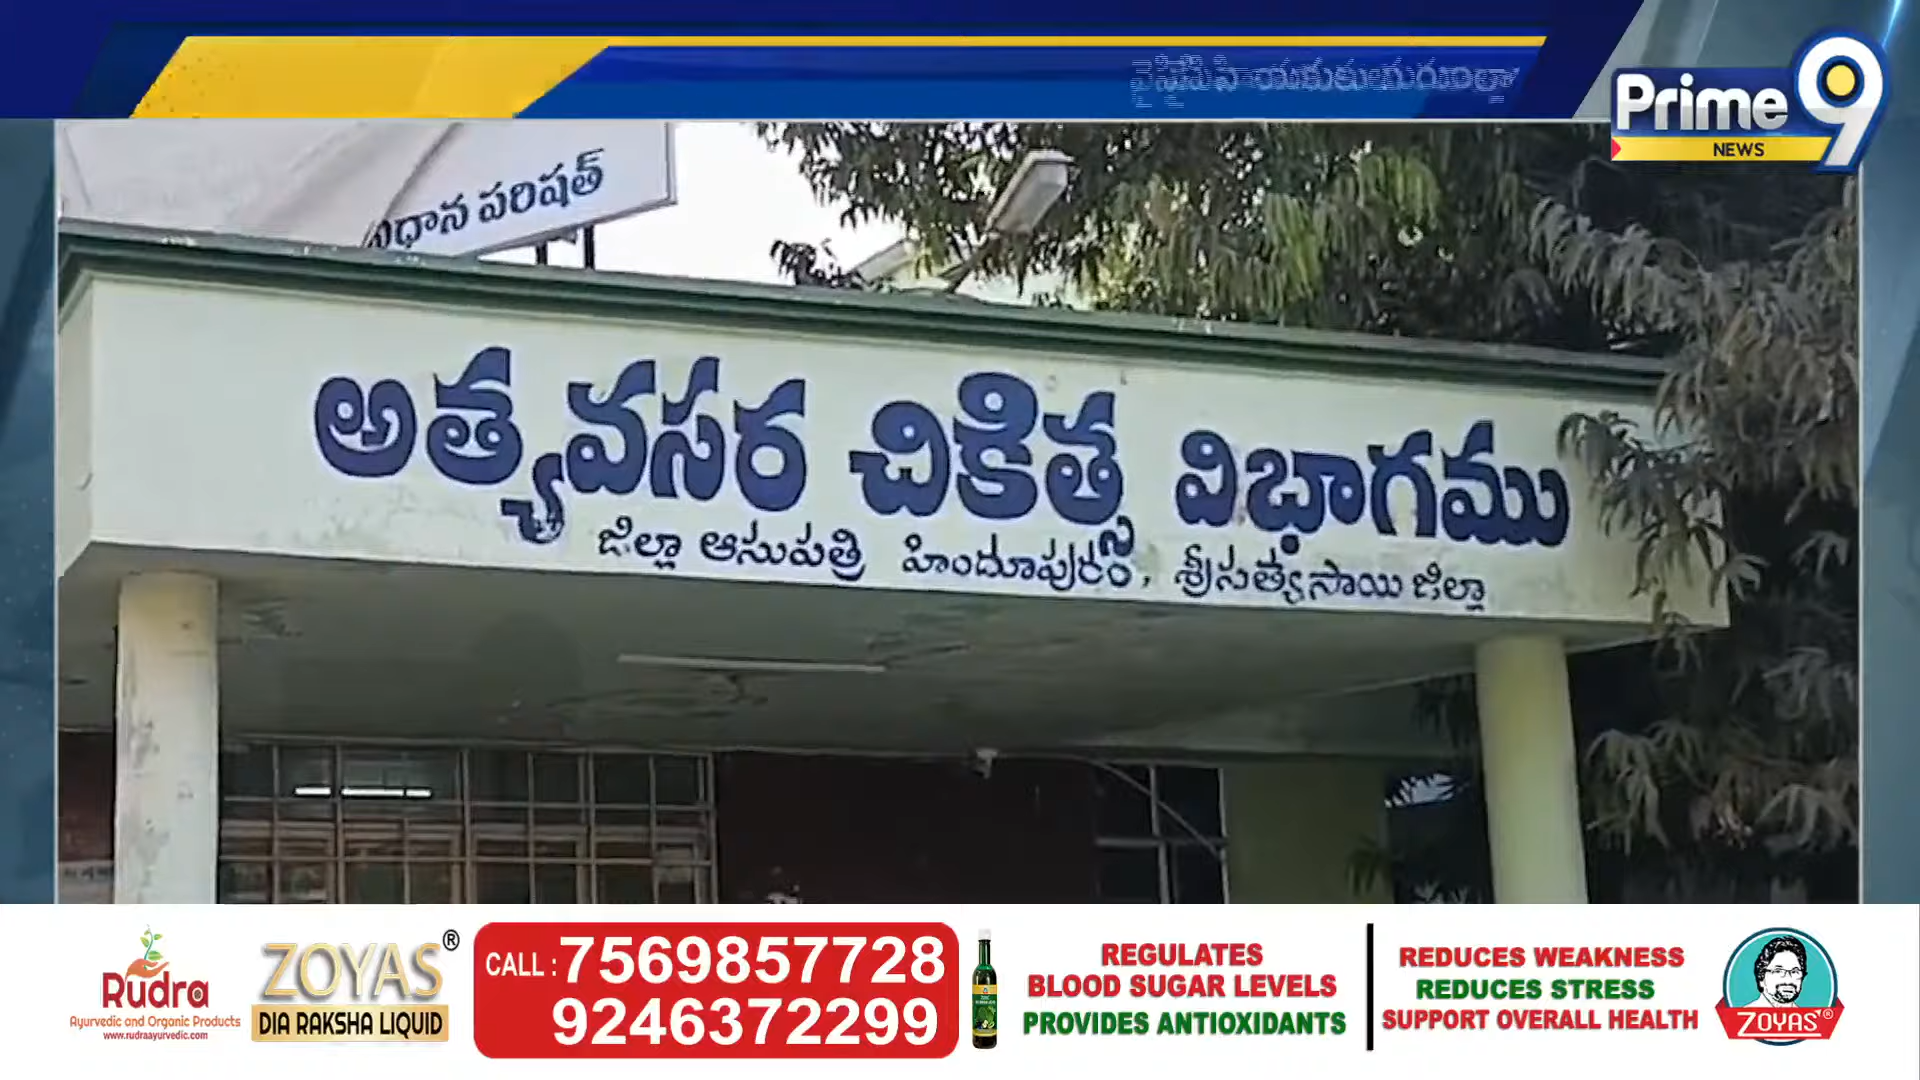 Prime 9
NEWS
ధాన పరిషత్
అత్యవసర చికిత్స విభాగము
జిల్లా ఆసుపత్రి హిందూపురం, శ్రీసత్యసాయి జిల్లా
Rudra
Ayurvedic and Organic Products
www.rudraayurvedic.com
ZOYAS®
DIA RAKSHA LIQUID
CALL : 7569857728
9246372299
REGULATES
BLOOD SUGAR LEVELS
PROVIDES ANTIOXIDANTS
REDUCES WEAKNESS
REDUCES STRESS
SUPPORT OVERALL HEALTH
ZOYAS®